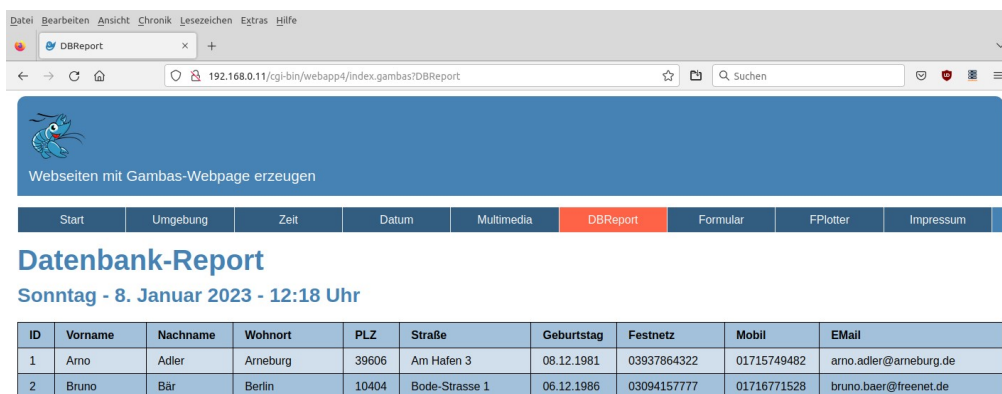 Datei Bearbeiten Ansicht Chronik Lesezeichen Extras Hilfe
DBReport × +
192.168.0.11/cgi-bin/webapp4/index.gambas?DBReport Suchen
Webseiten mit Gambas-Webpage erzeugen
Start Umgebung Zeit Datum Multimedia DBReport Formular FPlotter Impressum
Datenbank-Report
Sonntag - 8. Januar 2023 - 12:18 Uhr
ID Vorname Nachname Wohnort PLZ Straße Geburtstag Festnetz Mobil EMail
1 Arno Adler Arneburg 39606 Am Hafen 3 08.12.1981 03937864322 01715749482 arno.adler@arneburg.de
2 Bruno Bär Berlin 10404 Bode-Strasse 1 06.12.1986 03094157777 01716771528 bruno.baer@freenet.de